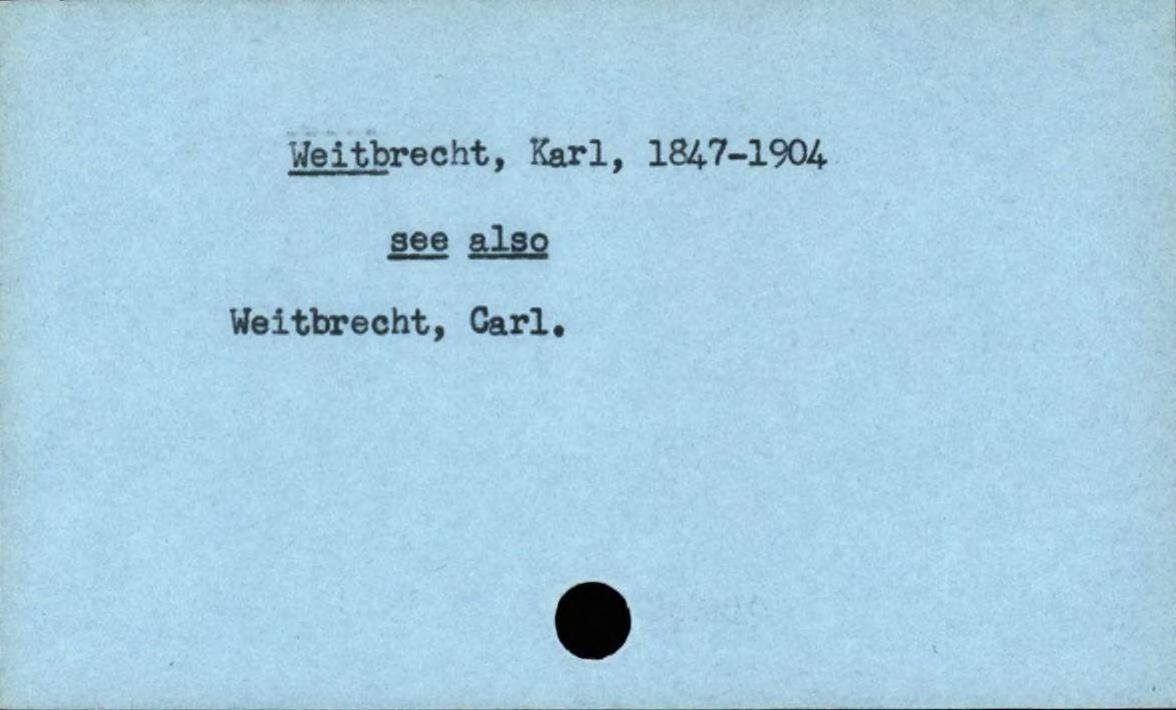 Weitbrecht, Karl, 1847-1904
see also
Weitbrecht, Carl.